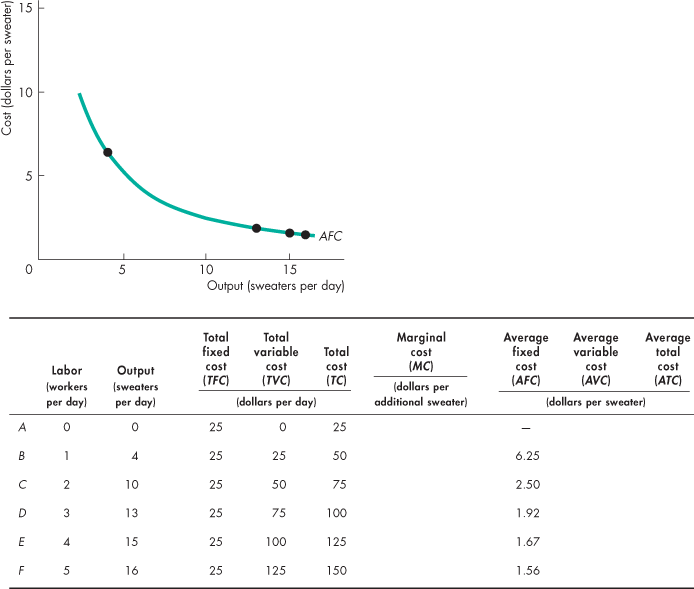 Cost (dollars per sweater)
15
10
5
0
5
10
15
AFC
Output (sweaters per day)
Labor
(workers
per day)
Output
(sweaters
per day)
Total
fixed
cost
(TFC)
Total
variable
cost
(TVC)
Total
cost
(TC)
(dollars per day)
Marginal
cost
(MC)
(dollars per
additional sweater)
Average
fixed
cost
(AFC)
Average
variable
cost
(AVC)
Average
total
cost
(ATC)
(dollars per sweater)
A 0 0 25 0 25 —
B 1 4 25 25 50 6.25
C 2 10 25 50 75 2.50
D 3 13 25 75 100 1.92
E 4 15 25 100 125 1.67
F 5 16 25 125 150 1.56